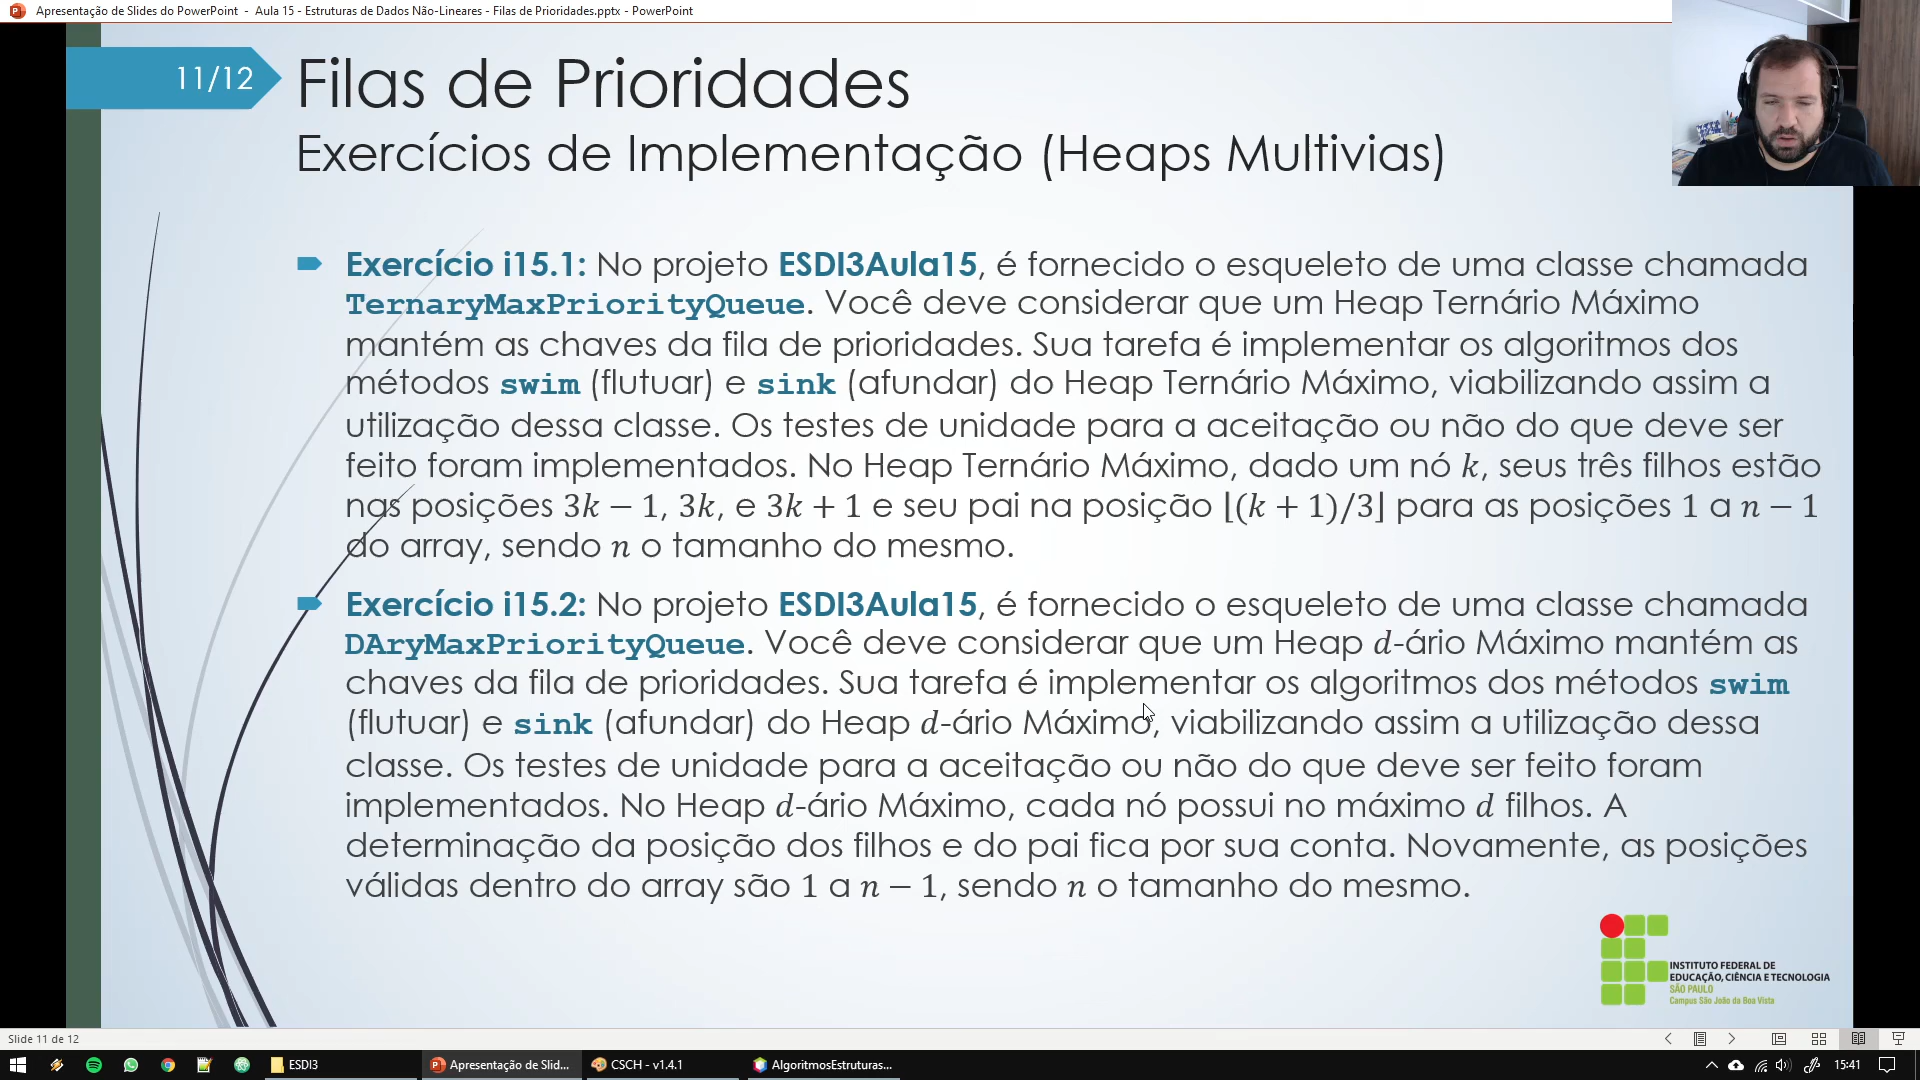 Apresentação de Slides do PowerPoint - Aula 15 - Estruturas de Dados Não-Lineares - Filas de Prioridades.pptx - PowerPoint
11/12
Filas de Prioridades
Exercícios de Implementação (Heaps Multivias)
Exercício i15.1: No projeto ESDI3Aula15, é fornecido o esqueleto de uma classe chamada
TernaryMaxPriorityQueue. Você deve considerar que um Heap Ternário Máximo
mantém as chaves da fila de prioridades. Sua tarefa é implementar os algoritmos dos
métodos swim (flutuar) e sink (afundar) do Heap Ternário Máximo, viabilizando assim a
utilização dessa classe. Os testes de unidade para a aceitação ou não do que deve ser
feito foram implementados. No Heap Ternário Máximo, dado um nó k, seus três filhos estão
nas posições 3k − 1, 3k, e 3k + 1 e seu pai na posição ⌊(k + 1)/3⌋ para as posições 1 a n − 1
do array, sendo n o tamanho do mesmo.
Exercício i15.2: No projeto ESDI3Aula15, é fornecido o esqueleto de uma classe chamada
DAryMaxPriorityQueue. Você deve considerar que um Heap d-ário Máximo mantém as
chaves da fila de prioridades. Sua tarefa é implementar os algoritmos dos métodos swim
(flutuar) e sink (afundar) do Heap d-ário Máximo, viabilizando assim a utilização dessa
classe. Os testes de unidade para a aceitação ou não do que deve ser feito foram
implementados. No Heap d-ário Máximo, cada nó possui no máximo d filhos. A
determinação da posição dos filhos e do pai fica por sua conta. Novamente, as posições
válidas dentro do array são 1 a n − 1, sendo n o tamanho do mesmo.
INSTITUTO FEDERAL DE
EDUCAÇÃO, CIÊNCIA E TECNOLOGIA
SÃO PAULO
Campus São João da Boa Vista
Slide 11 de 12
ESDI3
Apresentação de Slid...
CSCH - v1.4.1
AlgoritmosEstruturas...
15:41